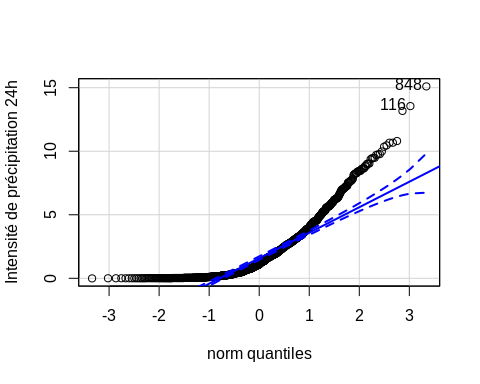 Intensité de précipitation 24h
15
10
5
0
848
116
-3 -2 -1 0 1 2 3
norm quantiles